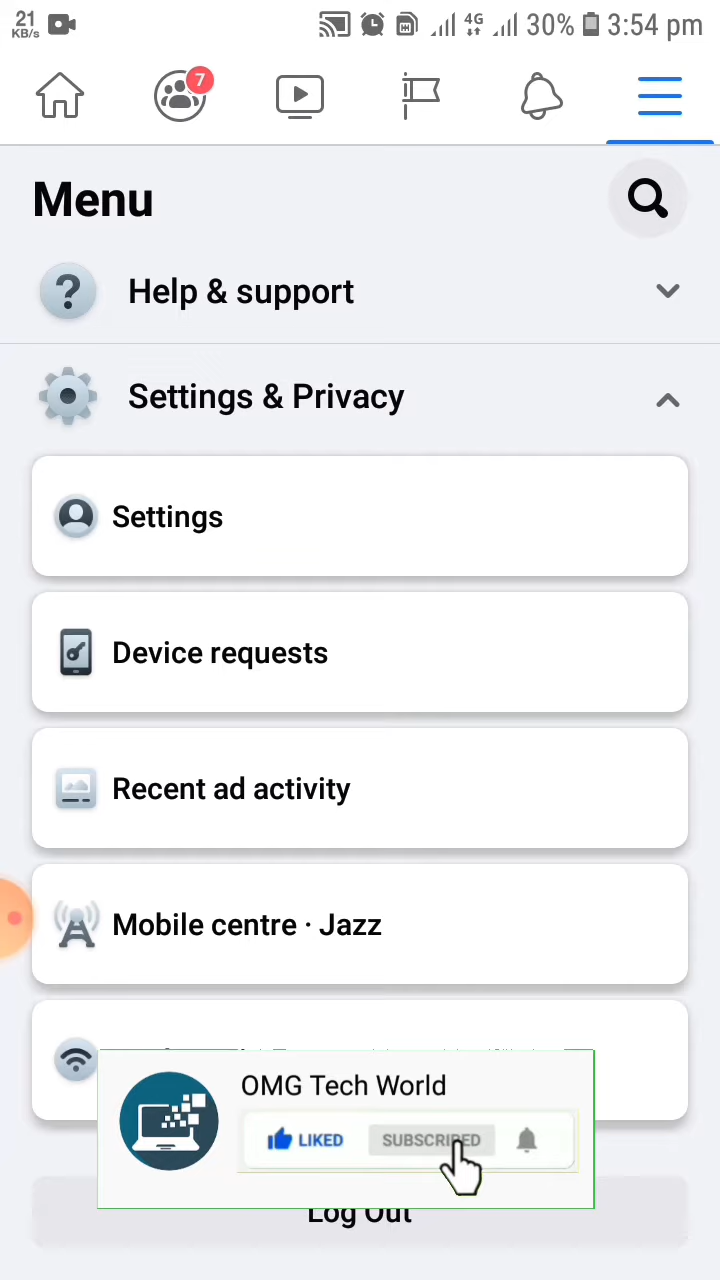 21
KB/s
4G
30%
3:54 pm
7
Menu
Help & support
Settings & Privacy
Settings
Device requests
Recent ad activity
Mobile centre · Jazz
OMG Tech World
LIKED
SUBSCRIBED
Log Out